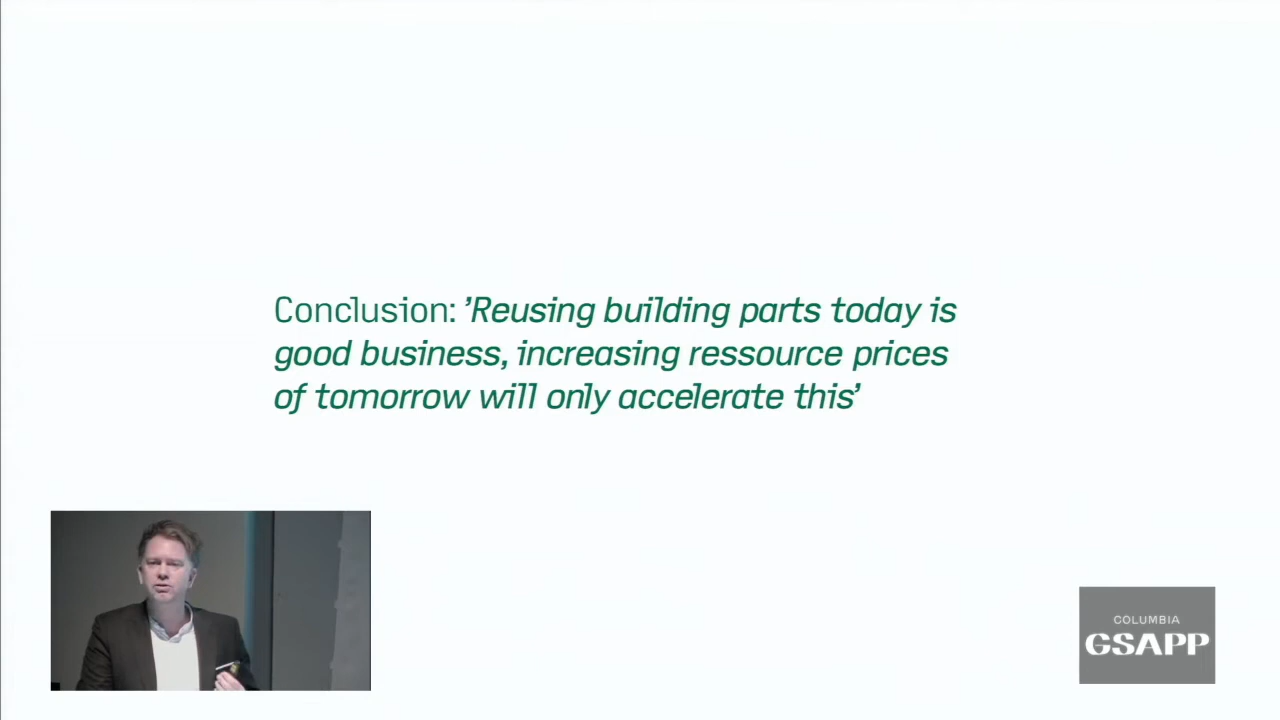 Conclusion: ’Reusing building parts today is
good business, increasing ressource prices
of tomorrow will only accelerate this’
COLUMBIA
GSAPP